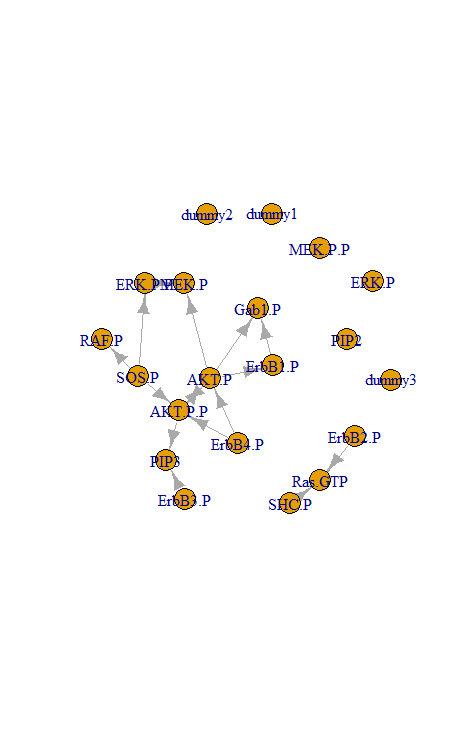 dummy2
dummy1
MEK.P.P
ERK.P.P
MEK.P
ERK.P
Gab1.P
RAF.P
PIP2
SOS.P
AKT.P
ErbB1.P
dummy3
AKT.P.P
ErbB4.P
ErbB2.P
PIP3
Ras.GTP
ErbB3.P
SHC.P